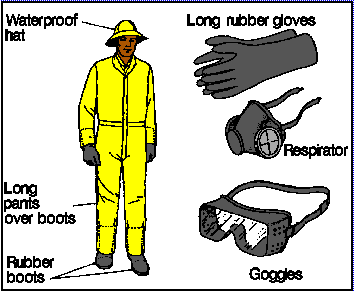 Waterproof
hat
Long rubber gloves
Respirator
Long
pants
over boots
Rubber
boots
Goggles